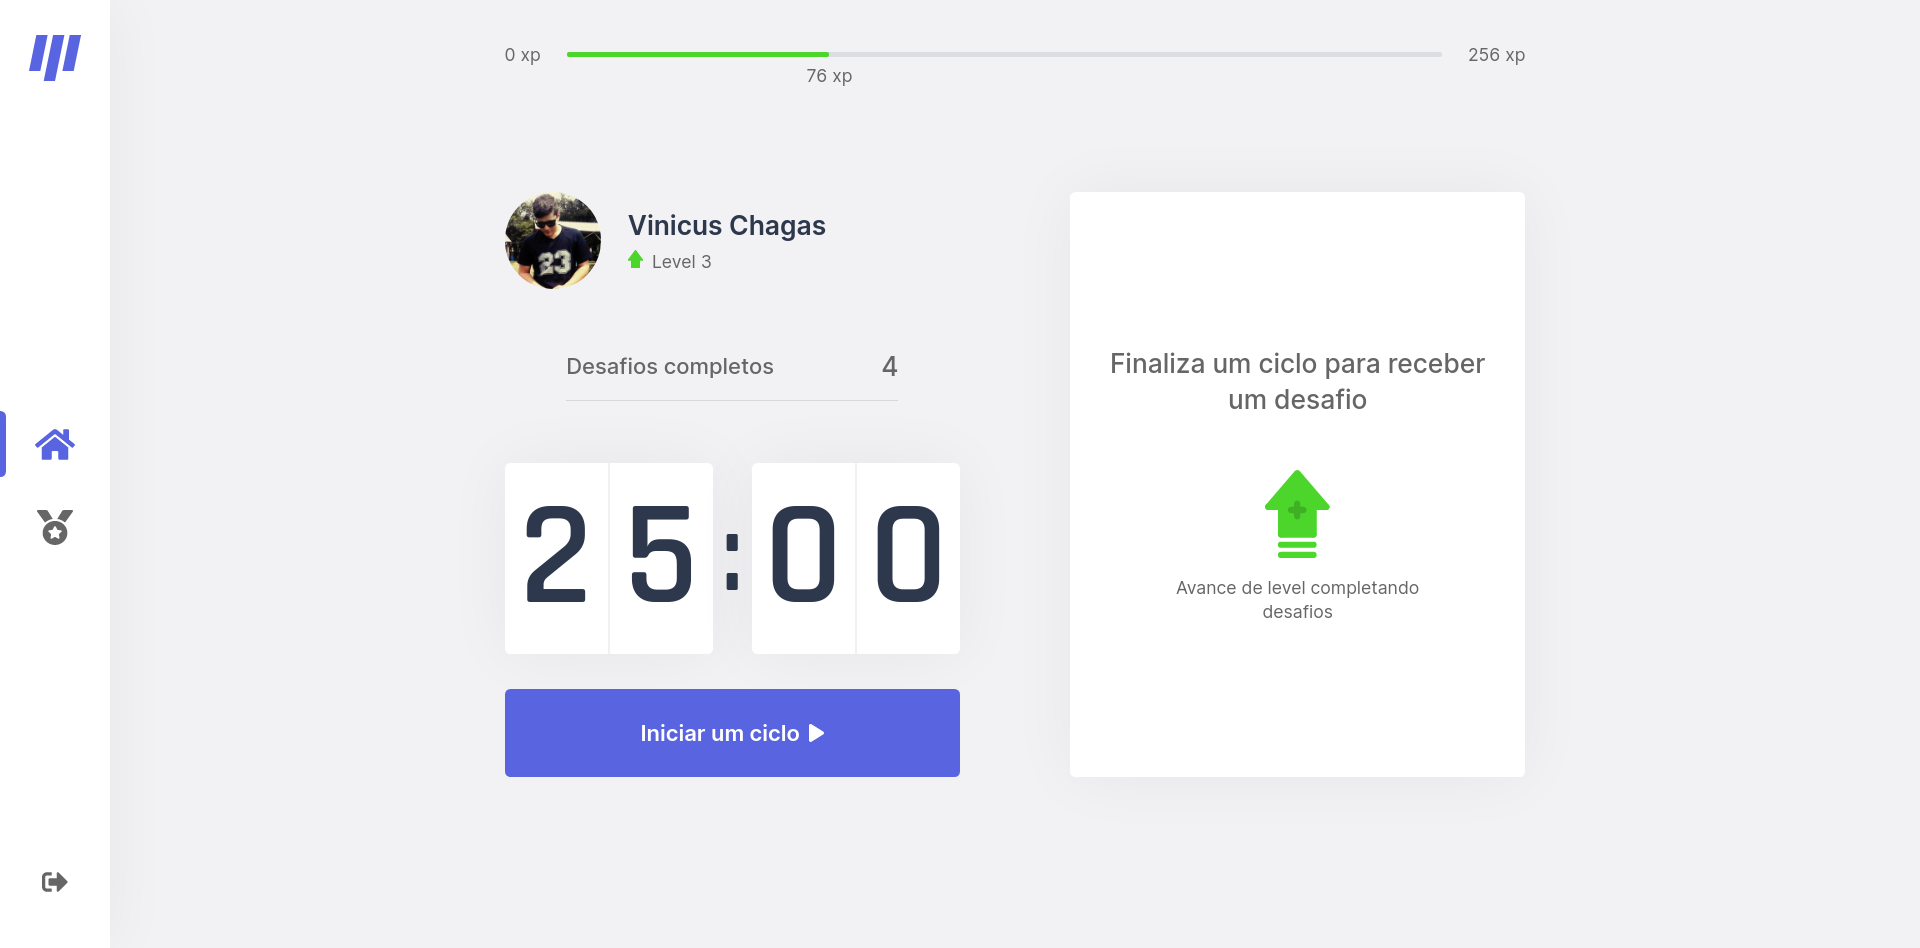 0 xp
256 xp
76 xp
Vinicus Chagas
Level 3
23
Desafios completos
4
25:00
Iniciar um ciclo
Finaliza um ciclo para receber
um desafio
Avance de level completando
desafios